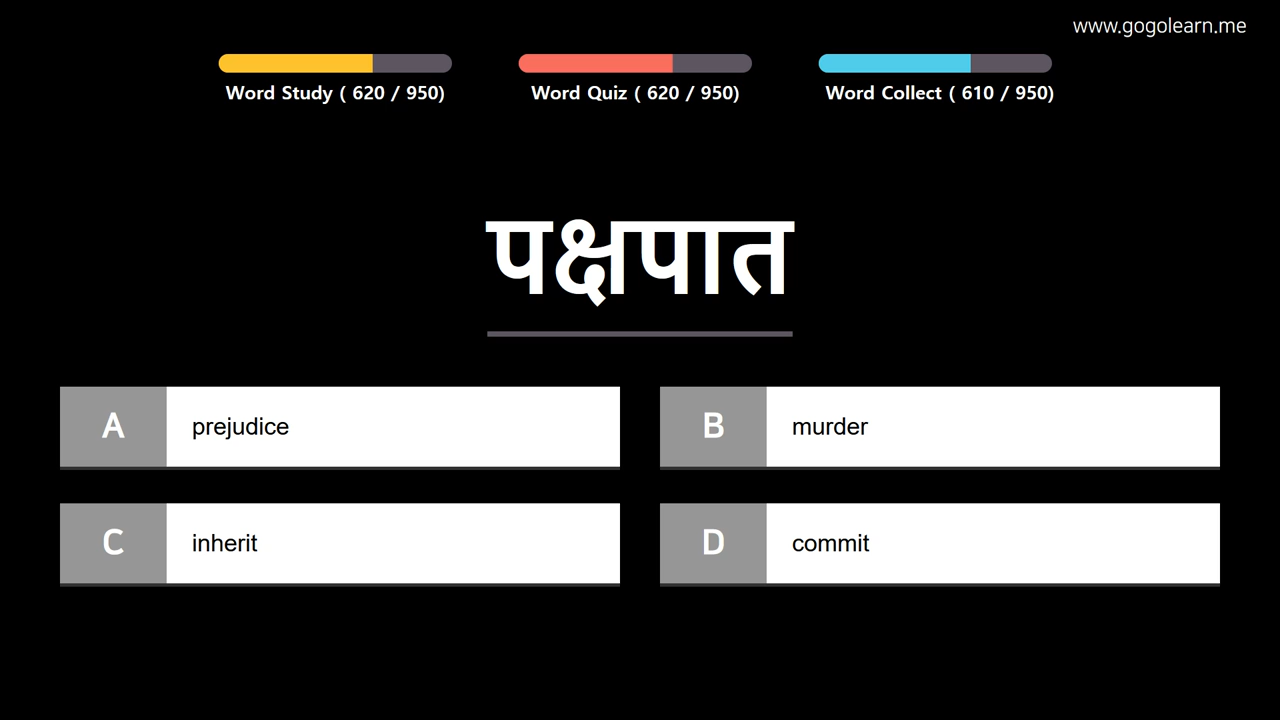 www.gogolearn.me
Word Study ( 620 / 950)
Word Quiz ( 620 / 950)
Word Collect ( 610 / 950)
पक्षपात
A prejudice
B murder
C inherit
D commit